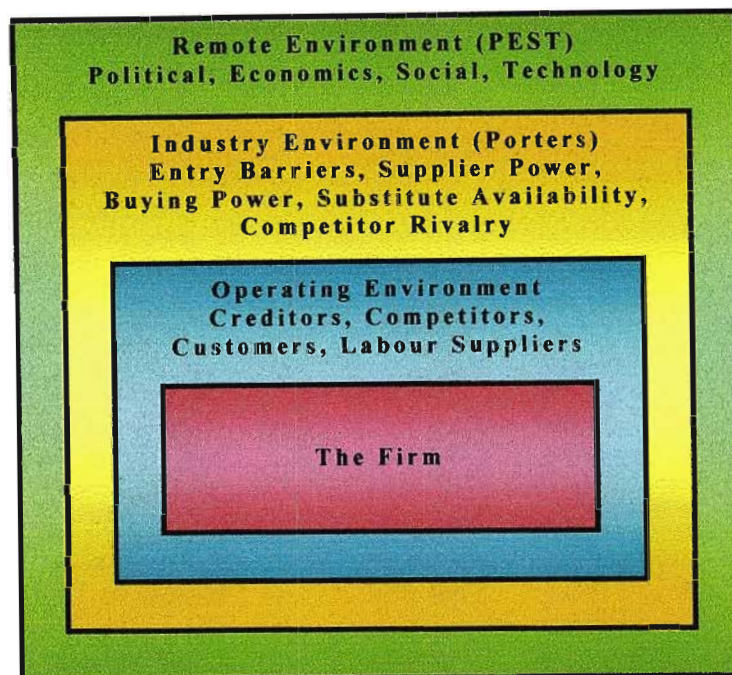 Remote Environment (PEST)
Political, Economics, Social, Technology
Industry Environment (Porters)
Entry Barriers, Supplier Power,
Buying Power, Substitute Availability,
Competitor Rivalry
Operating Environment
Creditors, Competitors,
Customers, Labour Suppliers
The Firm